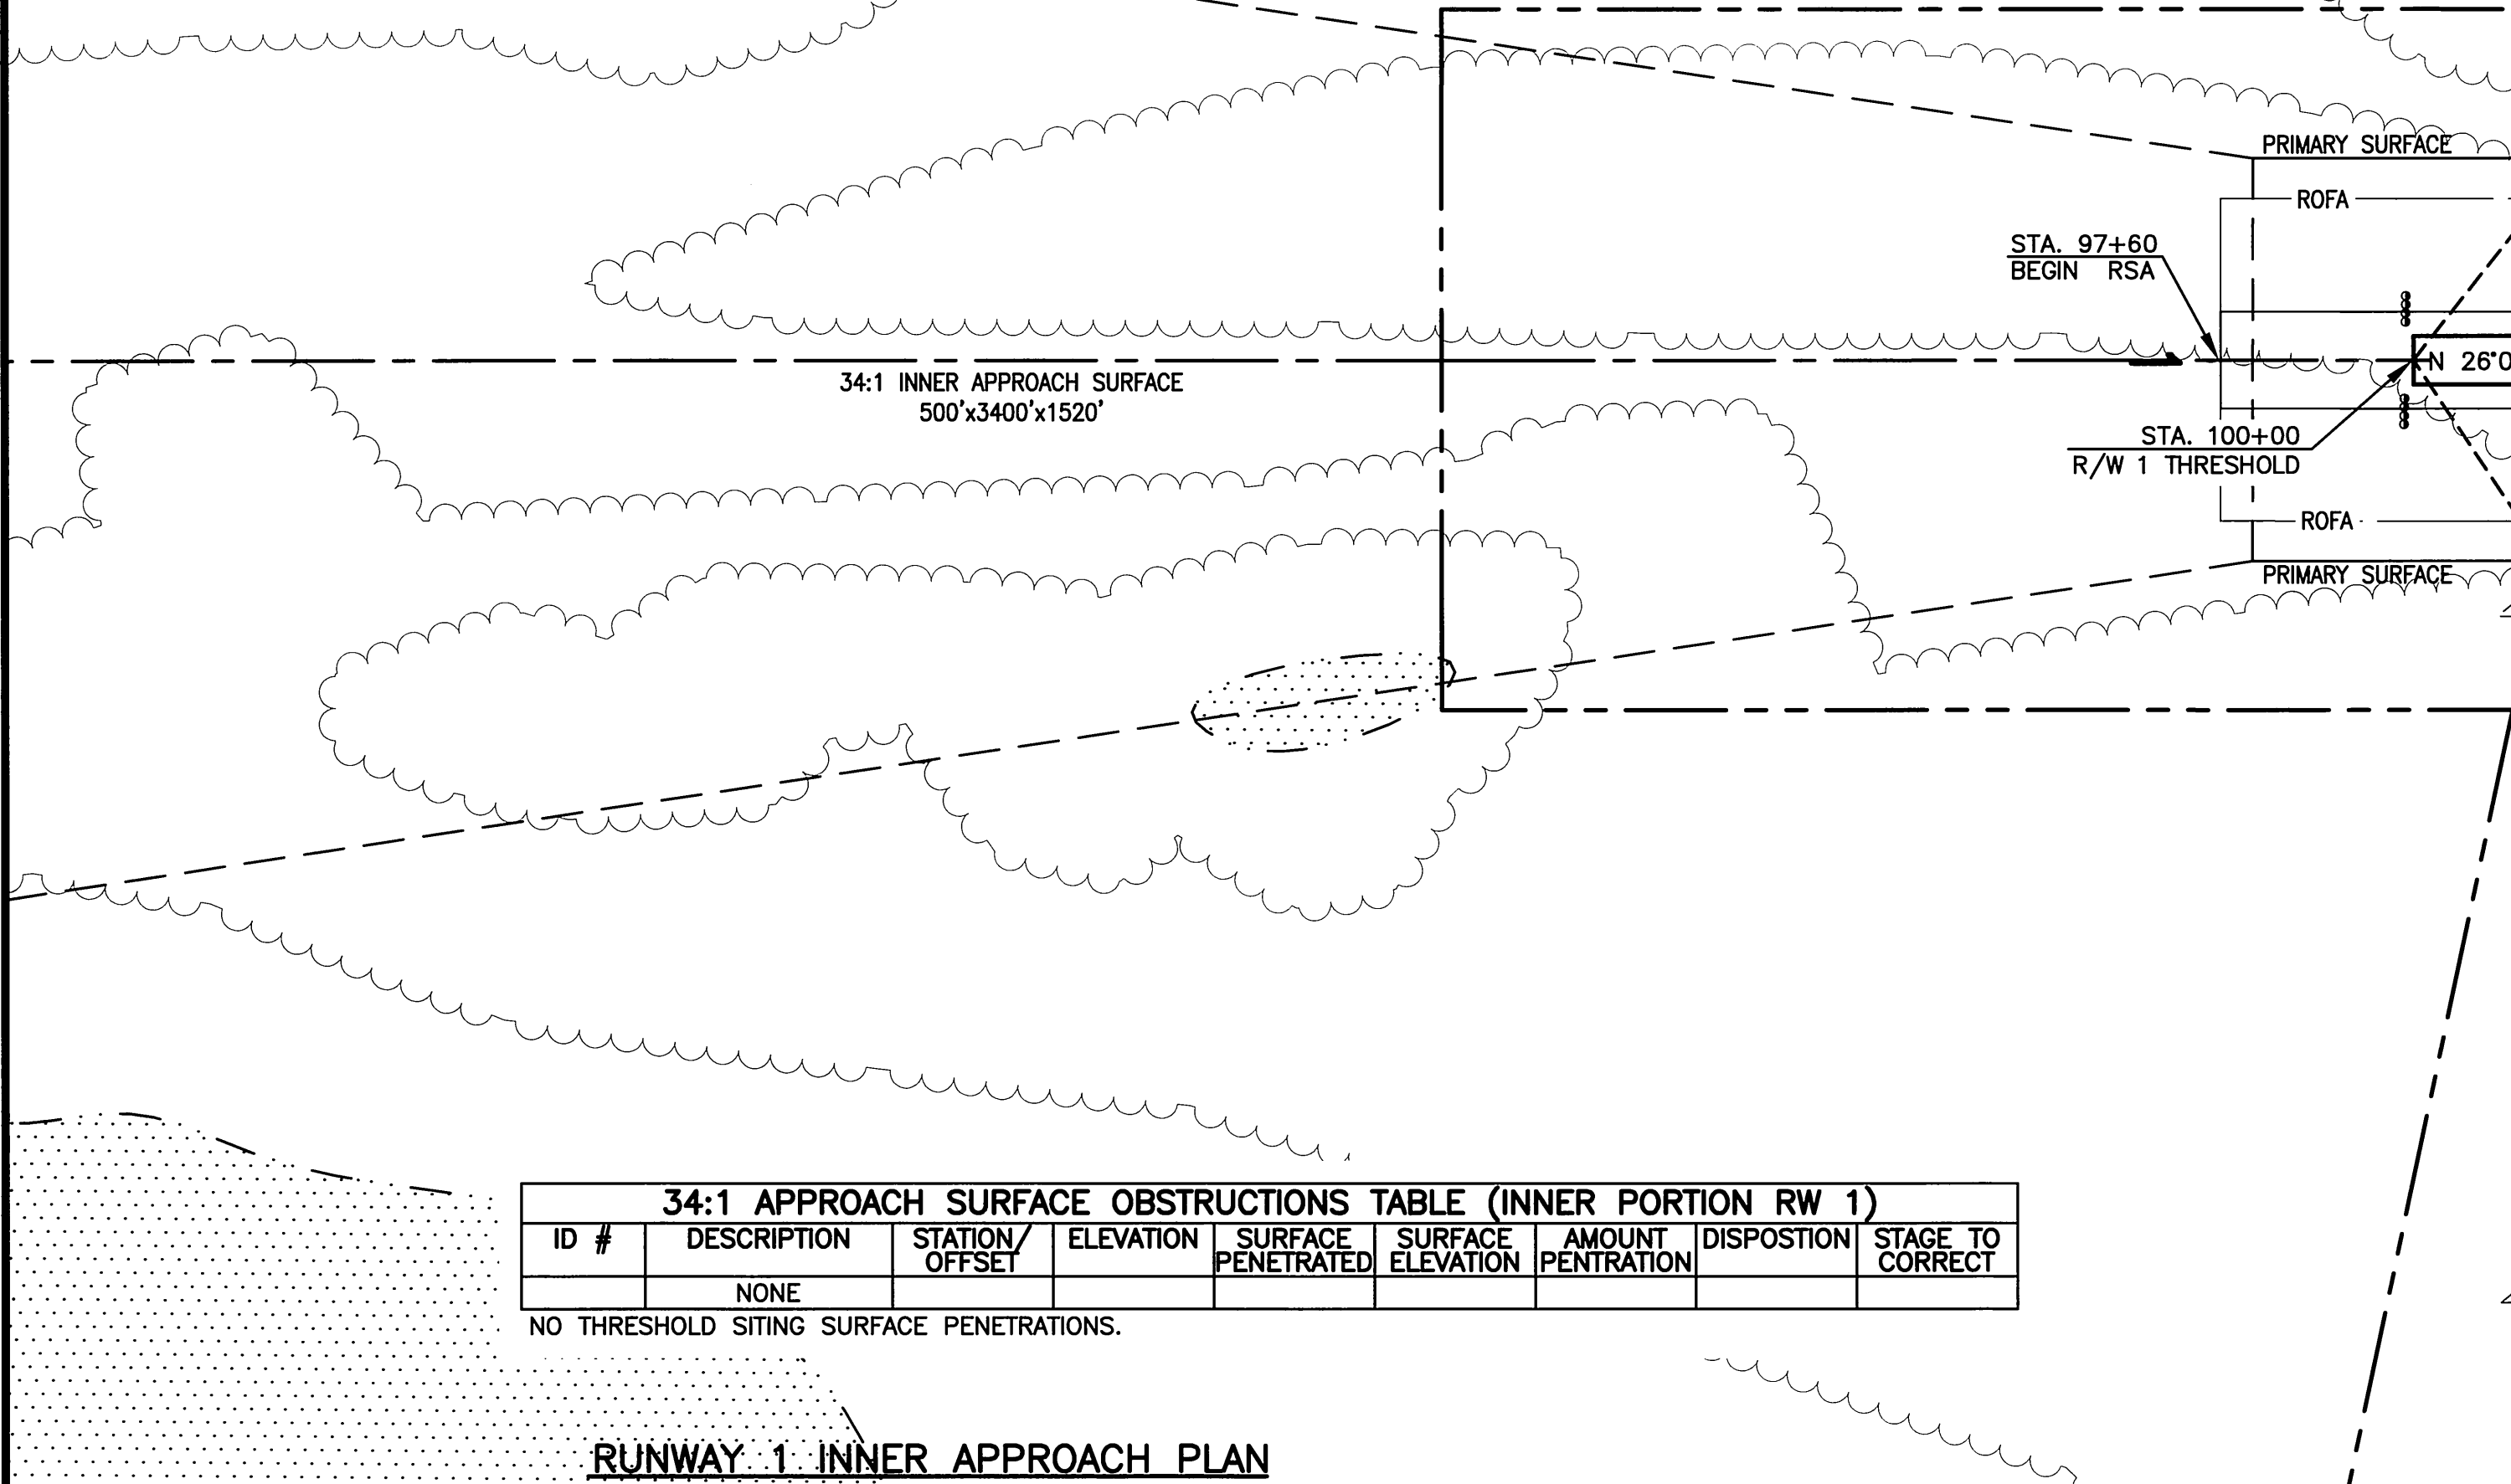 PRIMARY SURFACE
ROFA
STA. 97+60
BEGIN RSA
N 26°0
34:1 INNER APPROACH SURFACE
500'x3400'x1520'
STA. 100+00
R/W 1 THRESHOLD
ROFA
PRIMARY SURFACE
34:1 APPROACH SURFACE OBSTRUCTIONS TABLE (INNER PORTION RW 1)
ID # DESCRIPTION STATION/OFFSET ELEVATION SURFACE PENETRATED SURFACE ELEVATION AMOUNT PENTRATION DISPOSTION STAGE TO CORRECT
NONE
NO THRESHOLD SITING SURFACE PENETRATIONS.
RUNWAY 1 INNER APPROACH PLAN